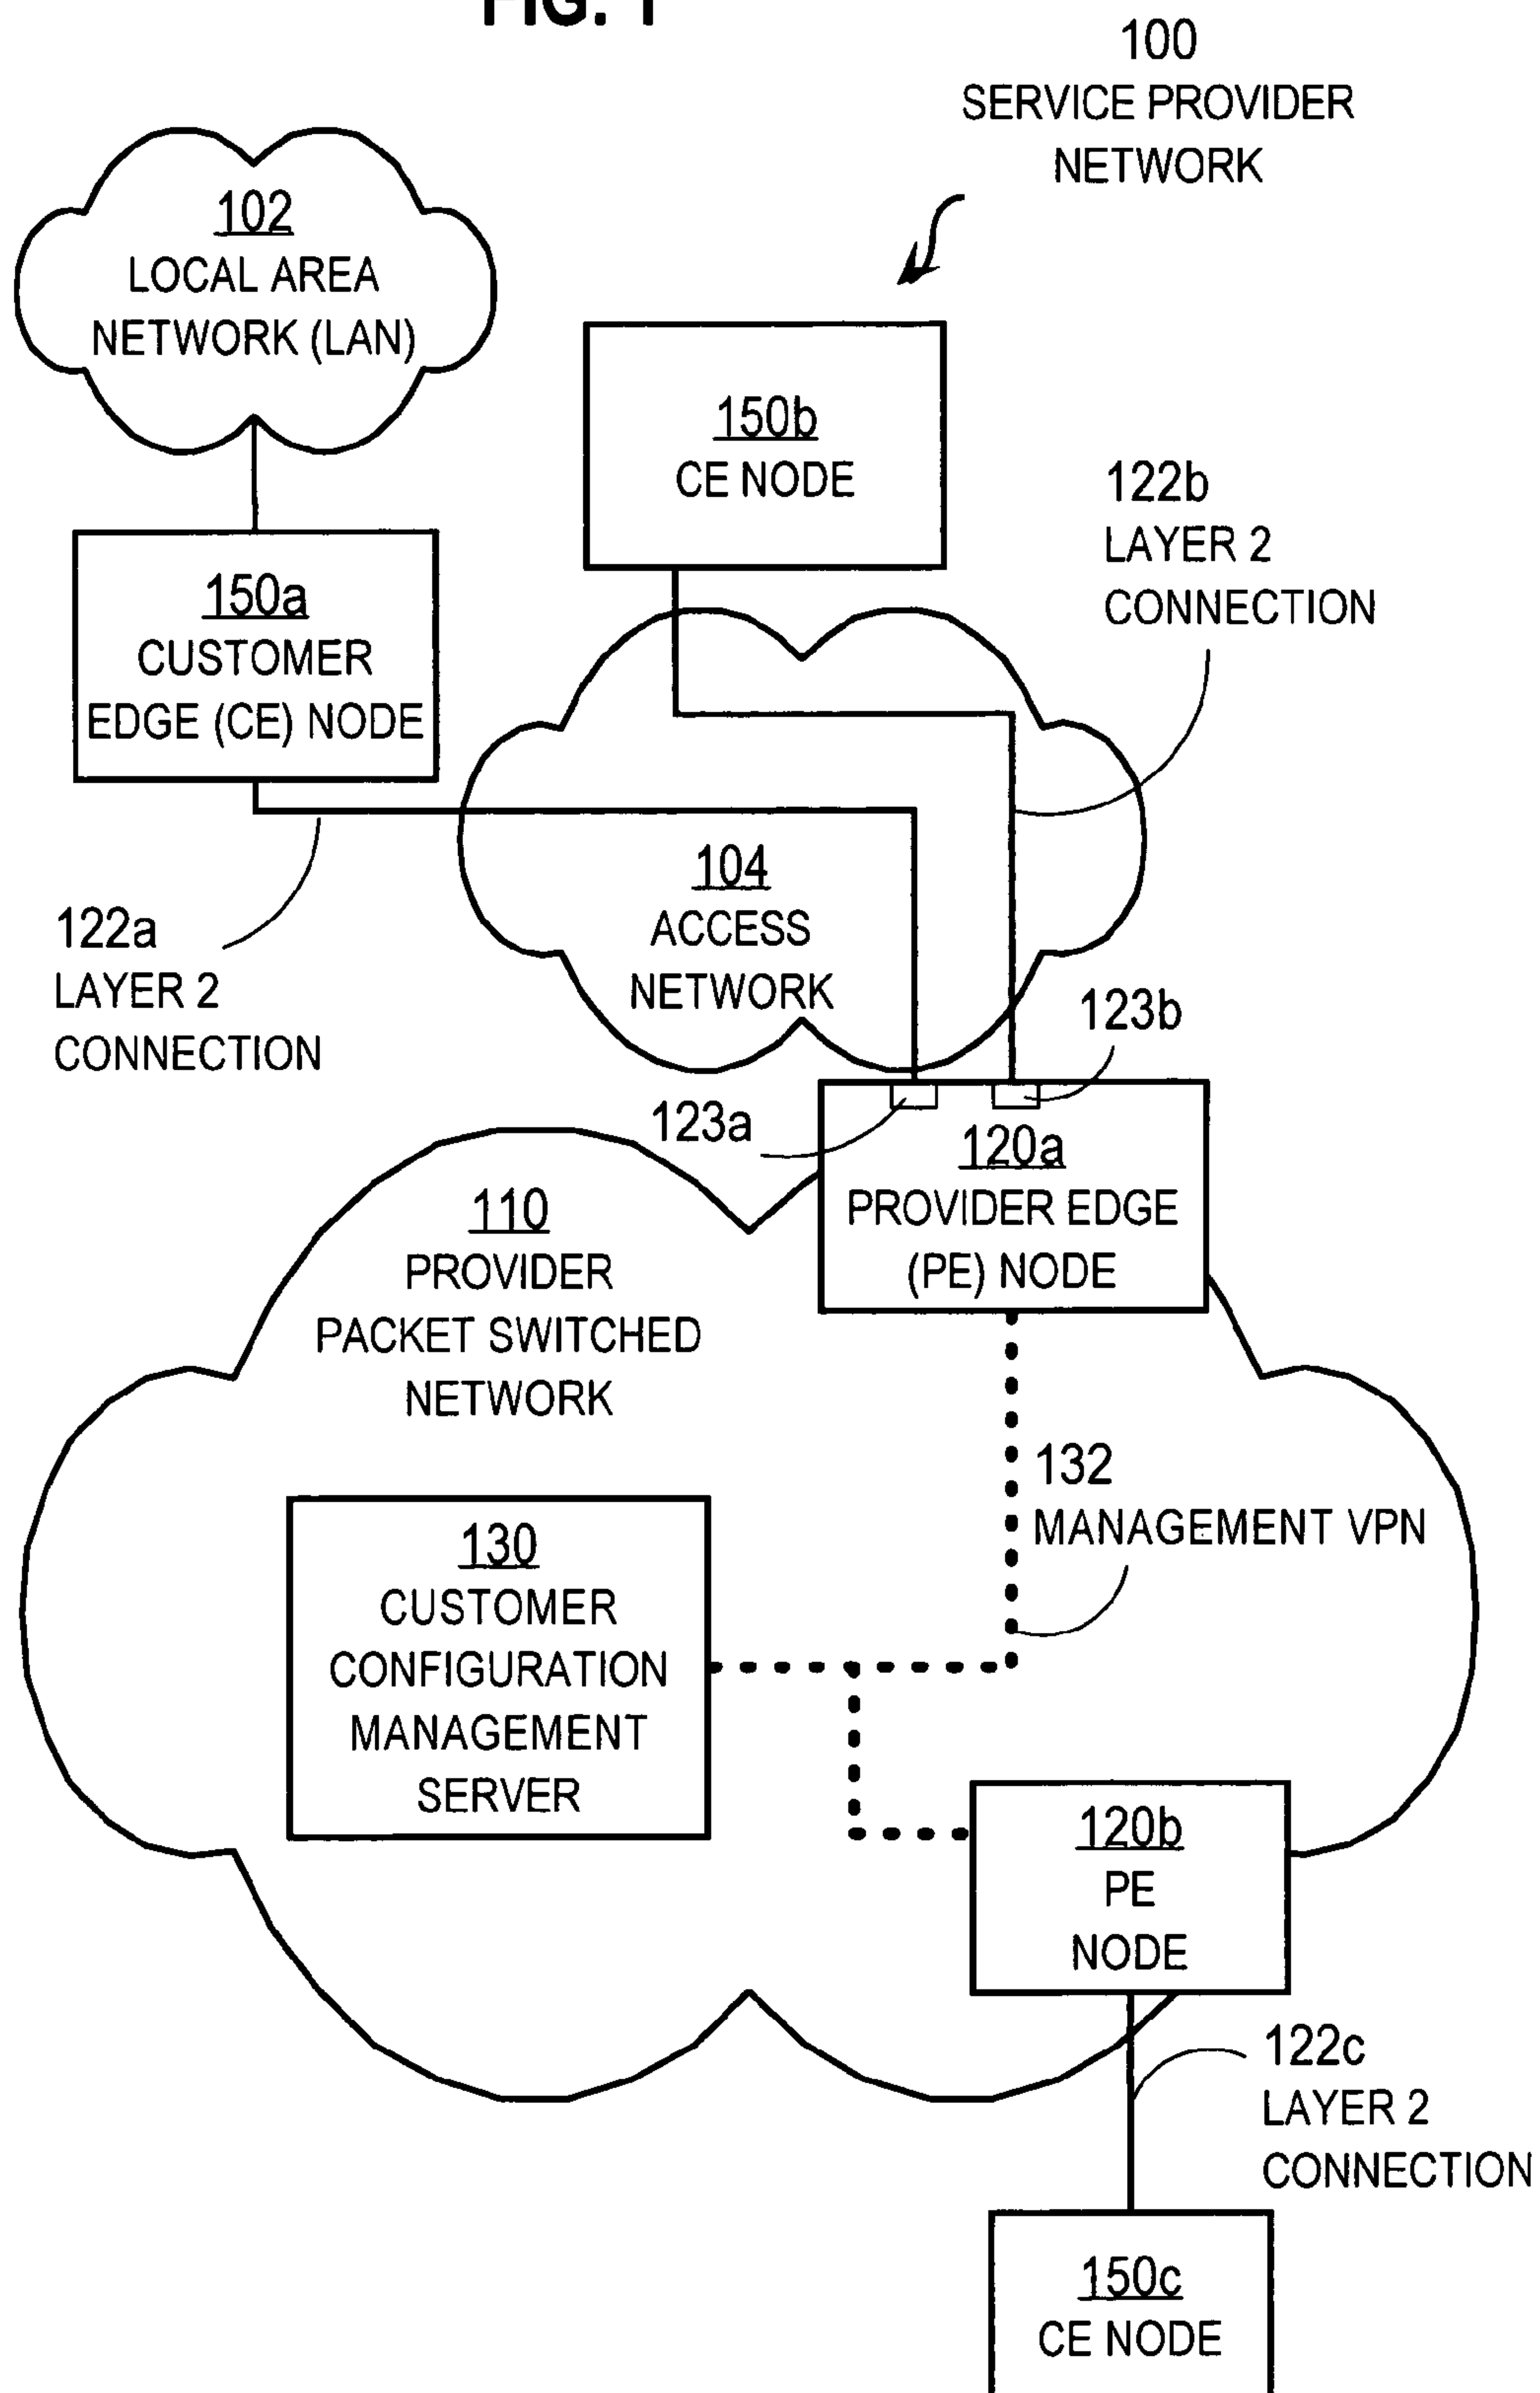 FIG. 1
100
SERVICE PROVIDER
NETWORK
102
LOCAL AREA
NETWORK (LAN)
150b
CE NODE
122b
LAYER 2
CONNECTION
150a
CUSTOMER
EDGE (CE) NODE
104
ACCESS
NETWORK
122a
LAYER 2
CONNECTION
123b
123a
120a
PROVIDER EDGE
(PE) NODE
110
PROVIDER
PACKET SWITCHED
NETWORK
132
MANAGEMENT VPN
130
CUSTOMER
CONFIGURATION
MANAGEMENT
SERVER
120b
PE
NODE
122c
LAYER 2
CONNECTION
150c
CE NODE